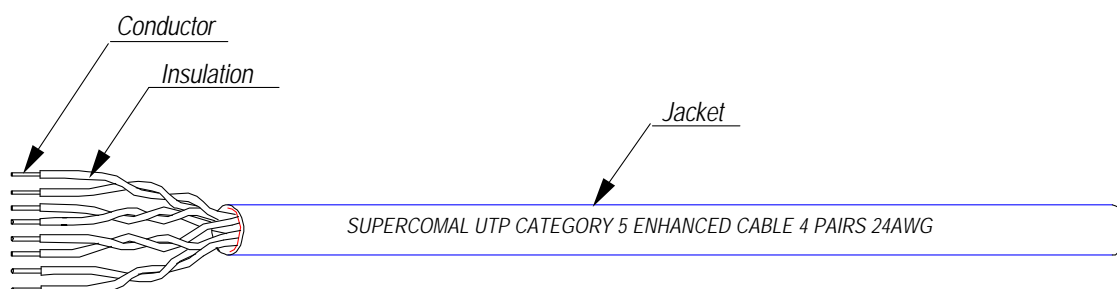 Conductor
Insulation
Jacket
SUPERCOMAL UTP CATEGORY 5 ENHANCED CABLE 4 PAIRS 24AWG